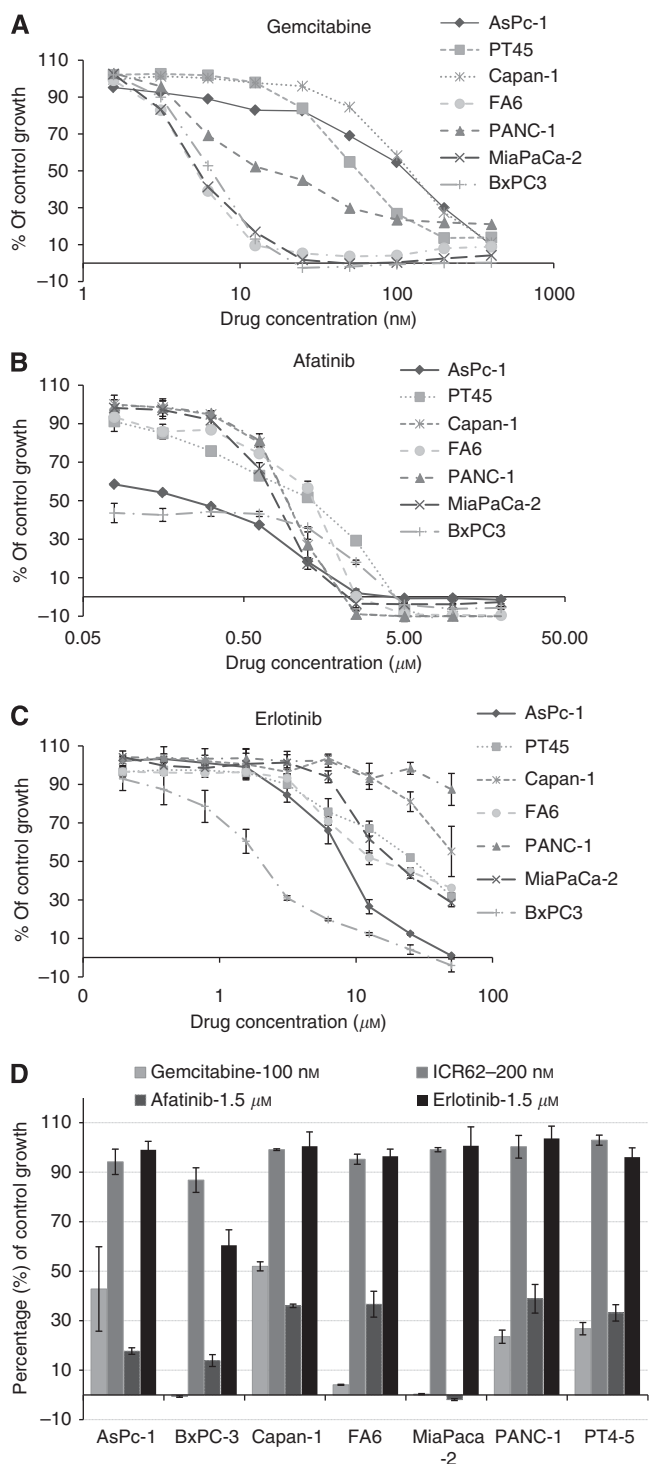 A
Gemcitabine
% Of control growth
110
90
70
50
30
10
−10
1
10
100
1000
Drug concentration (nM)
AsPc-1
PT45
Capan-1
FA6
PANC-1
MiaPaCa-2
BxPC3
B
Afatinib
% Of control growth
110
90
70
50
30
10
−10
0.05
0.50
5.00
50.00
Drug concentration (μM)
AsPc-1
PT45
Capan-1
FA6
PANC-1
MiaPaCa-2
BxPC3
C
Erlotinib
% Of control growth
110
90
70
50
30
10
−10
0
1
10
100
Drug concentration (μM)
AsPc-1
PT45
Capan-1
FA6
PANC-1
MiaPaCa-2
BxPC3
D
Gemcitabine-100 nM
ICR62–200 nM
Afatinib-1.5 μM
Erlotinib-1.5 μM
Percentage (%) of control growth
110
90
70
50
30
10
−10
AsPc-1
BxPC-3
Capan-1
FA6
MiaPaca
-2
PANC-1
PT4-5